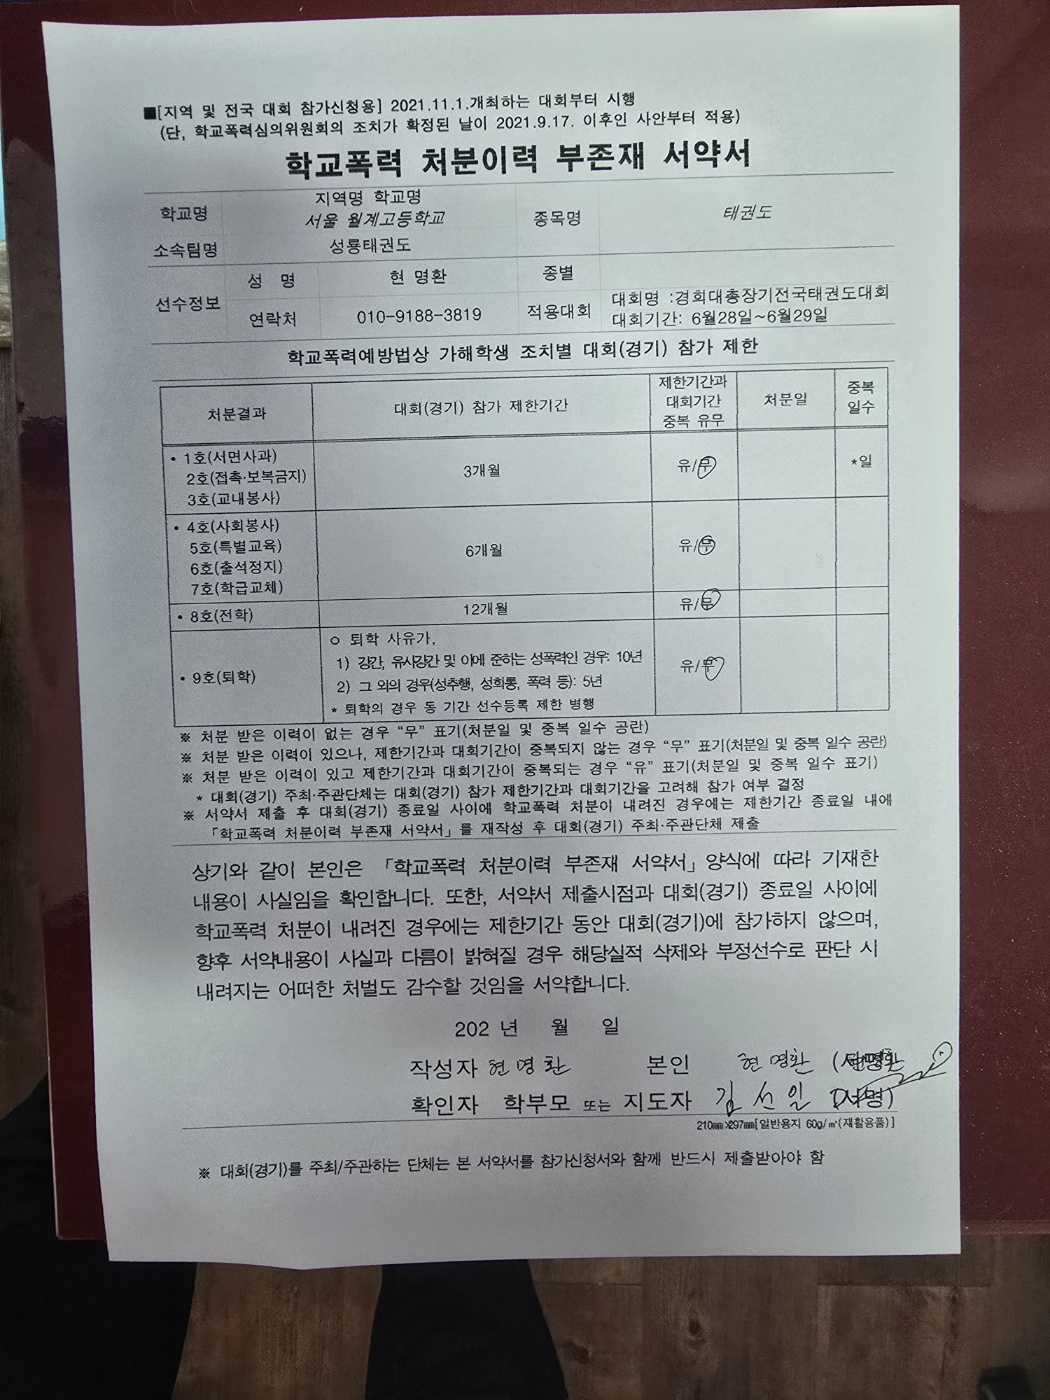 ■[지역 및 전국 대회 참가신청용] 2021.11.1.개최하는 대회부터 시행
(단, 학교폭력심의위원회의 조치가 확정된 날이 2021.9.17. 이후인 사안부터 적용)
학교폭력 처분이력 부존재 서약서
학교명 지역명 학교명 서울 월계고등학교 종목명 태권도
소속팀명 성룡태권도
선수정보 성 명 현 명환 종별
연락처 010-9188-3819 적용대회 대회명 :경희대총장기전국태권도대회
대회기간: 6월28일~6월29일
학교폭력예방법상 가해학생 조치별 대회(경기) 참가 제한
처분결과 대회(경기) 참가 제한기간 제한기간과 대회기간 중복 유무 처분일 중복 일수
• 1호(서면사과)
2호(접촉·보복금지) 3개월 유/무 *일
3호(교내봉사)
• 4호(사회봉사)
5호(특별교육) 6개월 유/무
6호(출석정지)
7호(학급교체)
• 8호(전학) 12개월 유/무
• 9호(퇴학) ㅇ 퇴학 사유가, 유/무
1) 강간, 유사강간 및 이에 준하는 성폭력인 경우: 10년
2) 그 외의 경우(성추행, 성희롱, 폭력 등): 5년
* 퇴학의 경우 동 기간 선수등록 제한 병행
※ 처분 받은 이력이 없는 경우 “무” 표기(처분일 및 중복 일수 공란)
※ 처분 받은 이력이 있으나, 제한기간과 대회기간이 중복되지 않는 경우 “무” 표기(처분일 및 중복 일수 공란)
※ 처분 받은 이력이 있고 제한기간과 대회기간이 중복되는 경우 “유” 표기(처분일 및 중복 일수 표기)
* 대회(경기) 주최·주관단체는 대회(경기) 참가 제한기간과 대회기간을 고려해 참가 여부 결정
※ 서약서 제출 후 대회(경기) 종료일 사이에 학교폭력 처분이 내려진 경우에는 제한기간 종료일 내에
「학교폭력 처분이력 부존재 서약서」를 재작성 후 대회(경기) 주최·주관단체 제출
상기와 같이 본인은 「학교폭력 처분이력 부존재 서약서」양식에 따라 기재한
내용이 사실임을 확인합니다. 또한, 서약서 제출시점과 대회(경기) 종료일 사이에
학교폭력 처분이 내려진 경우에는 제한기간 동안 대회(경기)에 참가하지 않으며,
향후 서약내용이 사실과 다름이 밝혀질 경우 해당실적 삭제와 부정선수로 판단 시
내려지는 어떠한 처벌도 감수할 것임을 서약합니다.
202 년 월 일
작성자 현명환 본인 현명환
확인자 학부모 또는 지도자 김선일 (서명)
210㎜×297㎜[일반용지 60g/㎡(재활용품)]
※ 대회(경기)를 주최/주관하는 단체는 본 서약서를 참가신청서와 함께 반드시 제출받아야 함